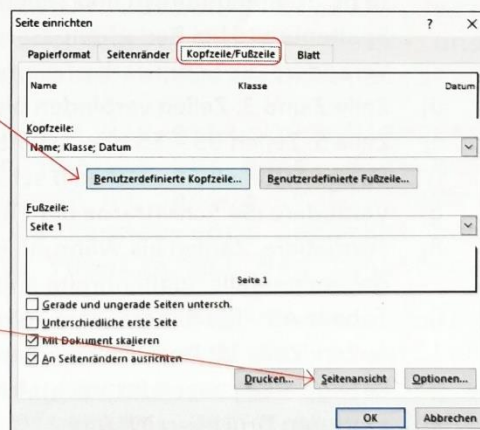 Seite einrichten ? ×
Papierformat Seitenränder Kopfzeile/Fußzeile Blatt
Name Klasse Datum
Kopfzeile:
Name; Klasse; Datum
Benutzerdefinierte Kopfzeile... Benutzerdefinierte Fußzeile...
Fußzeile:
Seite 1
Seite 1
Gerade und ungerade Seiten untersch.
Unterschiedliche erste Seite
Mit Dokument skalieren
An Seitenrändern ausrichten
Drucken... Seitenansicht Optionen...
OK Abbrechen